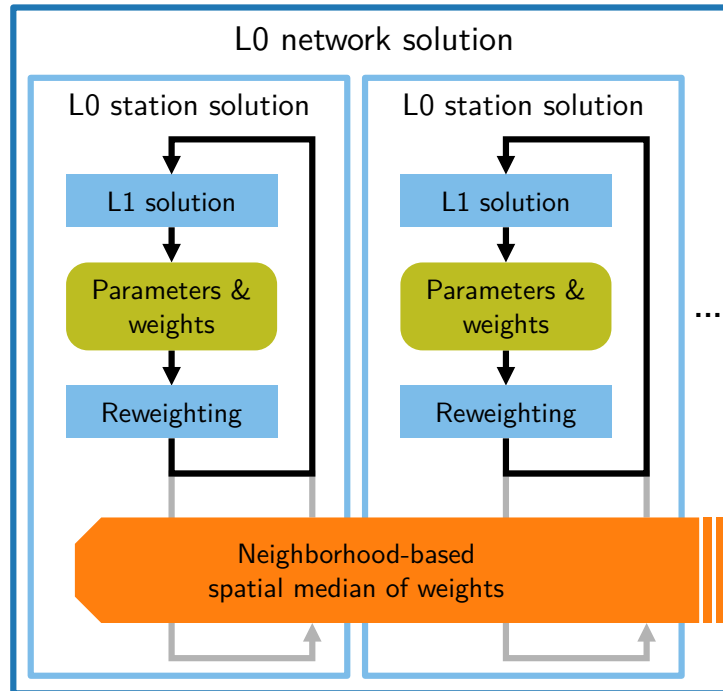 L0 network solution
L0 station solution
L1 solution
Parameters &
weights
Reweighting
L0 station solution
L1 solution
Parameters &
weights
Reweighting
...
Neighborhood-based
spatial median of weights